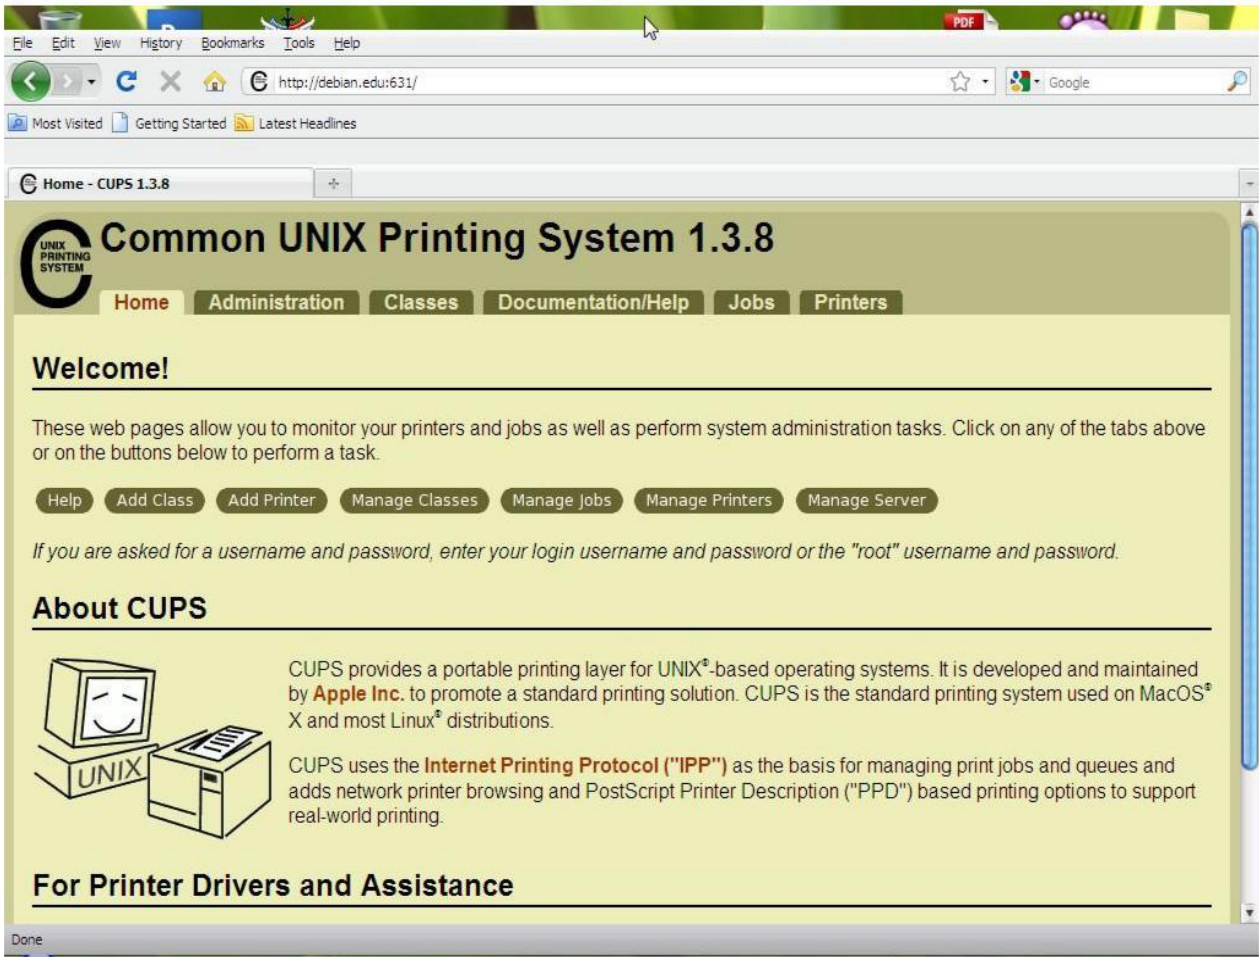 PDF
File Edit View History Bookmarks Tools Help
http://debian.edu:631/
Google
Most Visited Getting Started Latest Headlines
Home - CUPS 1.3.8
UNIX
PRINTING
SYSTEM
Common UNIX Printing System 1.3.8
Home Administration Classes Documentation/Help Jobs Printers
Welcome!
These web pages allow you to monitor your printers and jobs as well as perform system administration tasks. Click on any of the tabs above
or on the buttons below to perform a task.
Help Add Class Add Printer Manage Classes Manage Jobs Manage Printers Manage Server
If you are asked for a username and password, enter your login username and password or the "root" username and password.
About CUPS
CUPS provides a portable printing layer for UNIX®-based operating systems. It is developed and maintained
by Apple Inc. to promote a standard printing solution. CUPS is the standard printing system used on MacOS®
X and most Linux® distributions.
UNIX
CUPS uses the Internet Printing Protocol ("IPP") as the basis for managing print jobs and queues and
adds network printer browsing and PostScript Printer Description ("PPD") based printing options to support
real-world printing.
For Printer Drivers and Assistance
Done